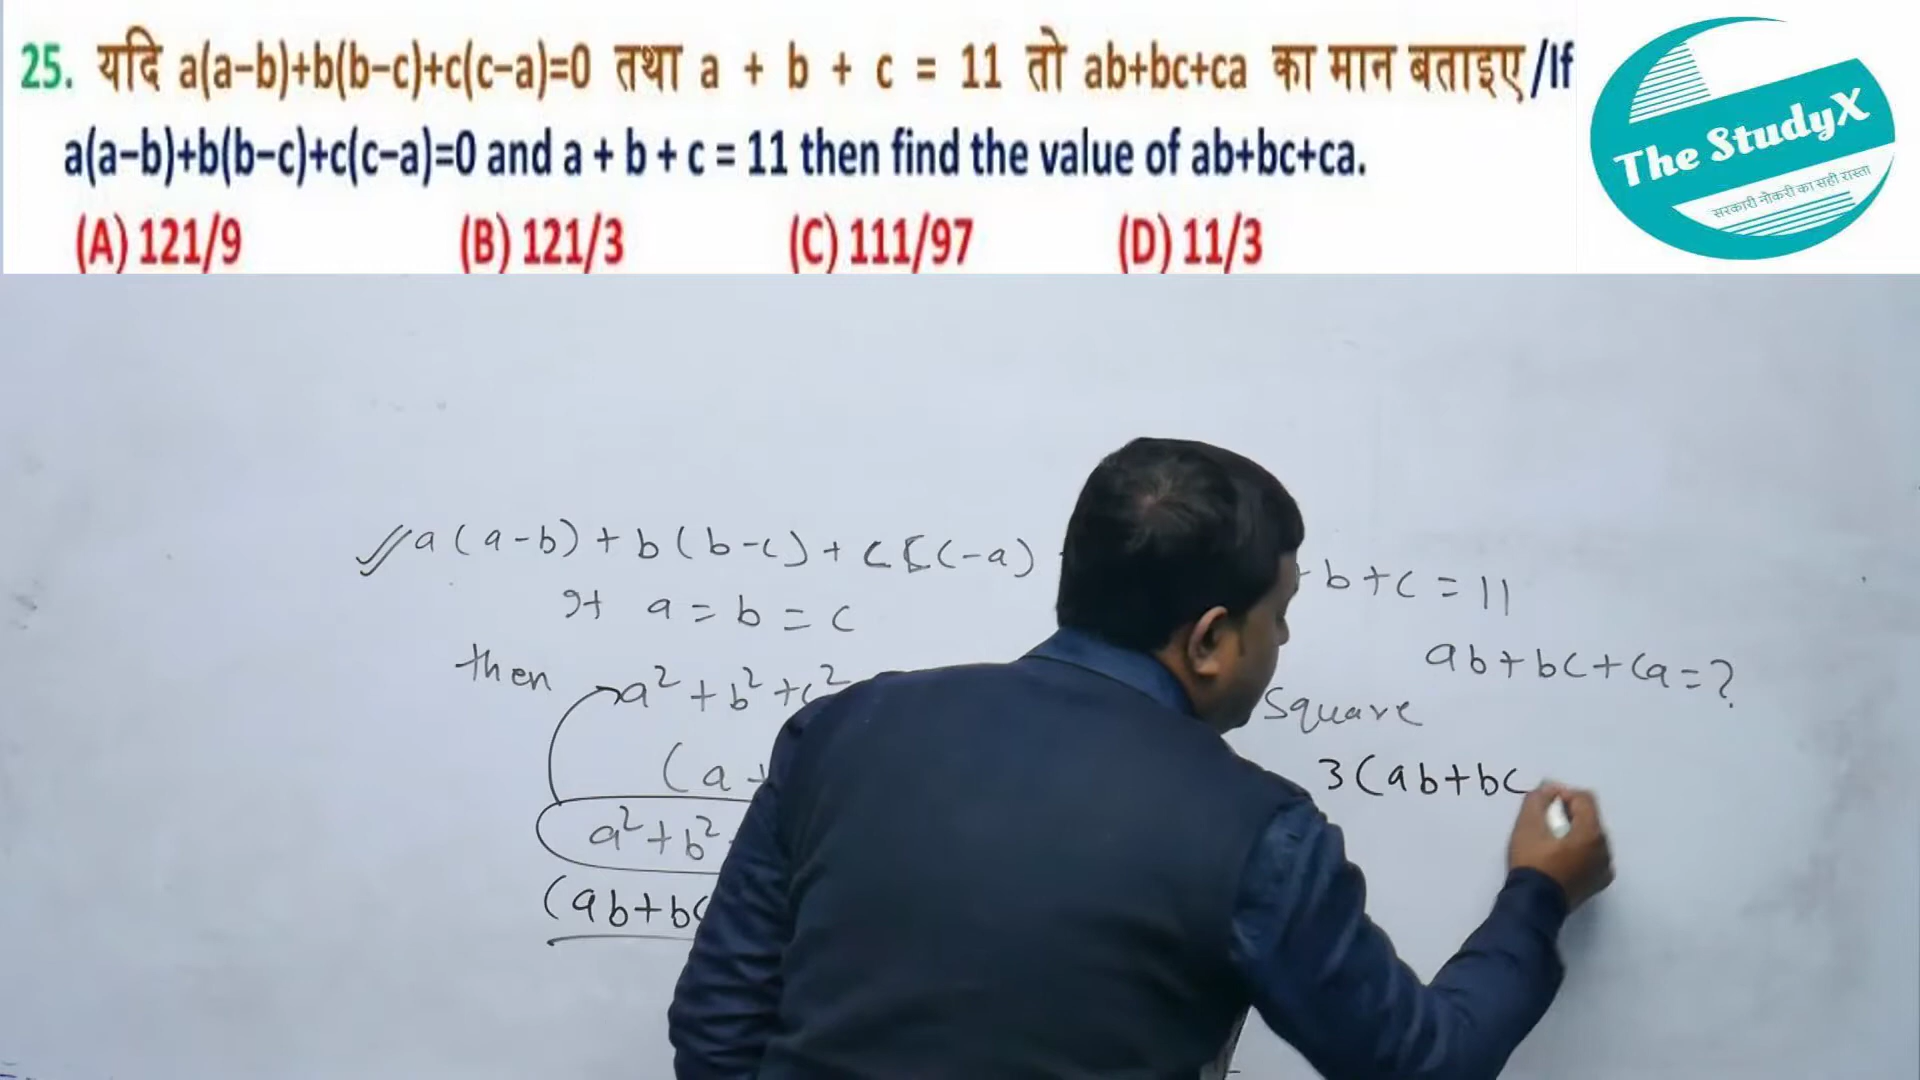 25. यदि a(a−b)+b(b−c)+c(c−a)=0 तथा a + b + c = 11 तो ab+bc+ca का मान बताइए/If
a(a−b)+b(b−c)+c(c−a)=0 and a + b + c = 11 then find the value of ab+bc+ca.
(A) 121/9 (B) 121/3 (C) 111/97 (D) 11/3
The StudyX
सरकारी नौकरी का सही रास्ता
a(a-b)+b(b-c)+c[(-a)
a=b=c
then
a²+b²+c²
(a+
a²+b²
(ab+bc
+b+c=11
ab+bc+ca=?
Square
3(ab+bc